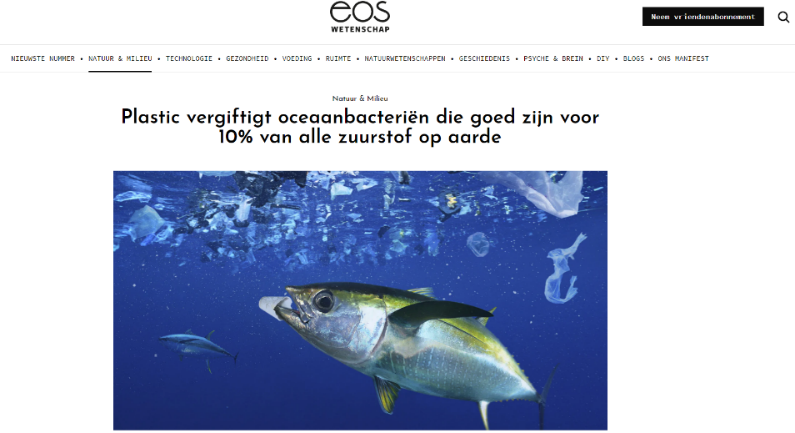 eos
WETENSCHAP
Neem vriendenabonnement
NIEUWSTE NUMMER • NATUUR & MILIEU • TECHNOLOGIE • GEZONDHEID • VOEDING • RUIMTE • NATUURWETENSCHAPPEN • GESCHIEDENIS • PSYCHE & BREIN • DIY • BLOGS • ONS MANIFEST
Natuur & Milieu
Plastic vergiftigt oceaanbacteriën die goed zijn voor
10% van alle zuurstof op aarde